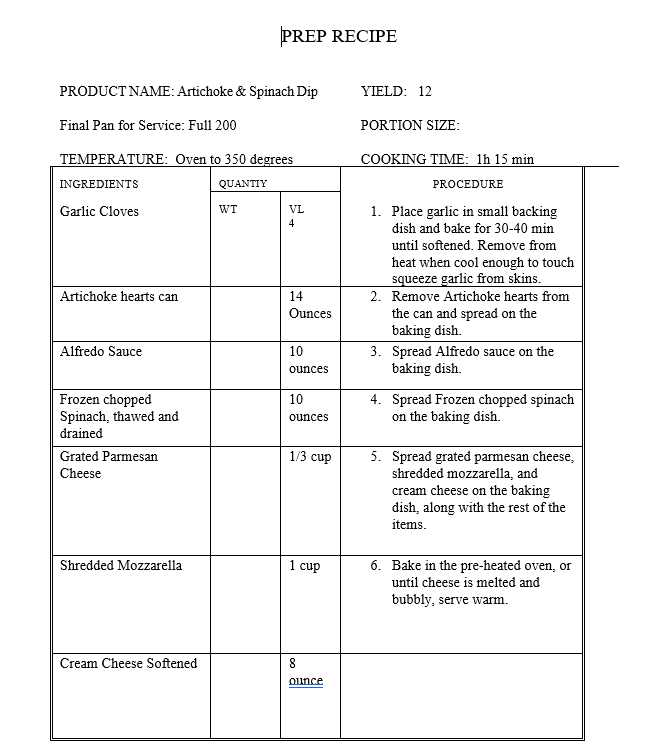 PREP RECIPE
PRODUCT NAME: Artichoke & Spinach Dip YIELD: 12
Final Pan for Service: Full 200 PORTION SIZE:
TEMPERATURE: Oven to 350 degrees COOKING TIME: 1h 15 min
INGREDIENTS QUANTIY PROCEDURE
Garlic Cloves WT VL 1. Place garlic in small backing
4 dish and bake for 30-40 min
until softened. Remove from
heat when cool enough to touch
squeeze garlic from skins.
Artichoke hearts can 14 2. Remove Artichoke hearts from
Ounces the can and spread on the
baking dish.
Alfredo Sauce 10 3. Spread Alfredo sauce on the
ounces baking dish.
Frozen chopped 10 4. Spread Frozen chopped spinach
Spinach, thawed and ounces on the baking dish.
drained
Grated Parmesan 1/3 cup 5. Spread grated parmesan cheese,
Cheese shredded mozzarella, and
cream cheese on the baking
dish, along with the rest of the
items.
Shredded Mozzarella 1 cup 6. Bake in the pre-heated oven, or
until cheese is melted and
bubbly, serve warm.
Cream Cheese Softened 8
ounce